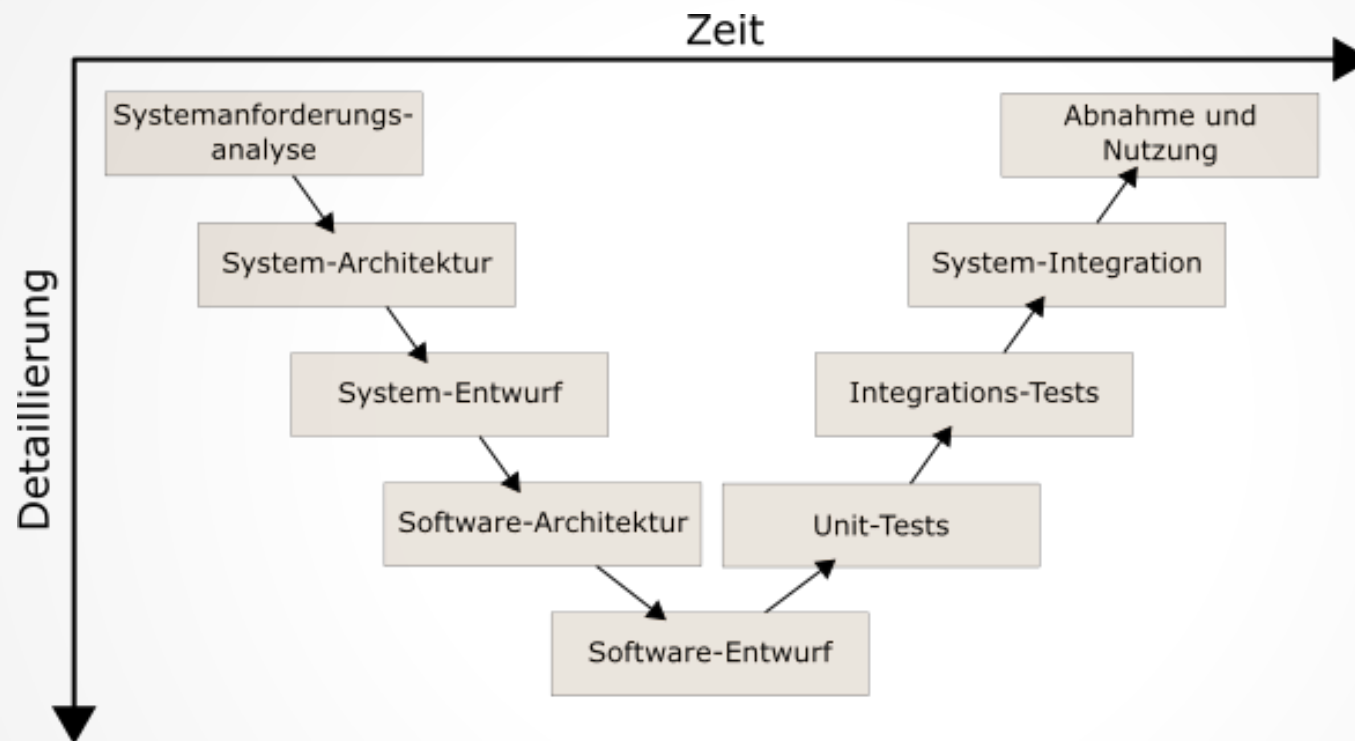 Zeit
Detaillierung
Systemanforderungs-
analyse
Abnahme und
Nutzung
System-Architektur
System-Integration
System-Entwurf
Integrations-Tests
Software-Architektur
Unit-Tests
Software-Entwurf